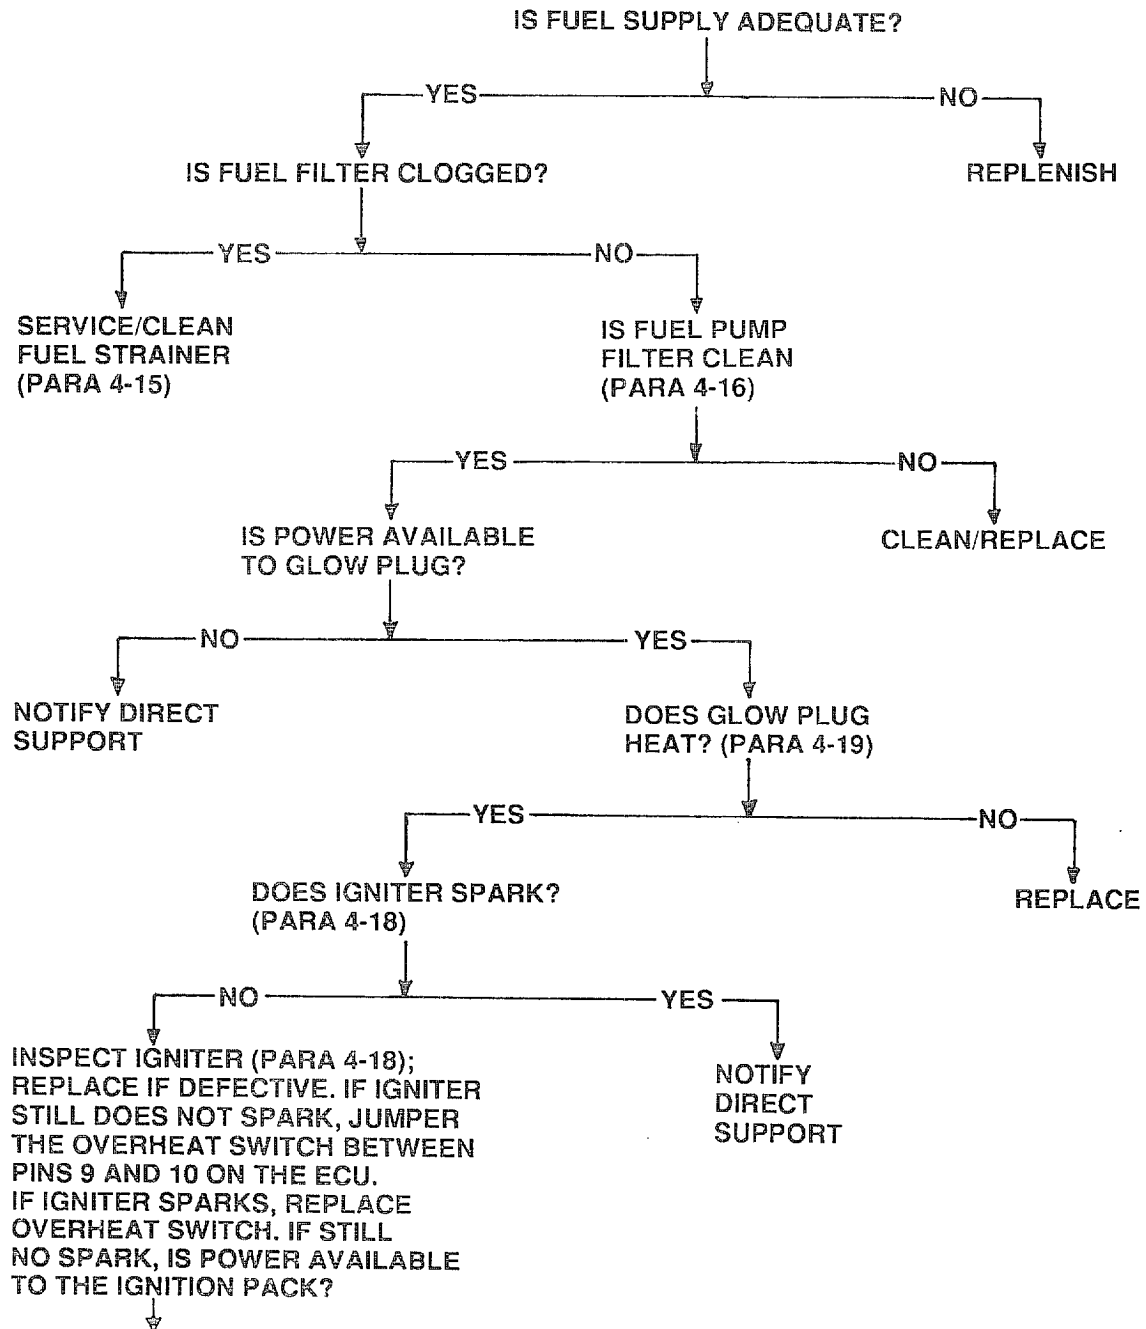 IS FUEL SUPPLY ADEQUATE?
YES
NO
IS FUEL FILTER CLOGGED?
REPLENISH
YES
NO
SERVICE/CLEAN
FUEL STRAINER
(PARA 4-15)
IS FUEL PUMP
FILTER CLEAN
(PARA 4-16)
YES
NO
IS POWER AVAILABLE
TO GLOW PLUG?
CLEAN/REPLACE
NO
YES
NOTIFY DIRECT
SUPPORT
DOES GLOW PLUG
HEAT? (PARA 4-19)
YES
NO
DOES IGNITER SPARK?
(PARA 4-18)
REPLACE
NO
YES
INSPECT IGNITER (PARA 4-18);
REPLACE IF DEFECTIVE. IF IGNITER
STILL DOES NOT SPARK, JUMPER
THE OVERHEAT SWITCH BETWEEN
PINS 9 AND 10 ON THE ECU.
IF IGNITER SPARKS, REPLACE
OVERHEAT SWITCH. IF STILL
NO SPARK, IS POWER AVAILABLE
TO THE IGNITION PACK?
NOTIFY
DIRECT
SUPPORT